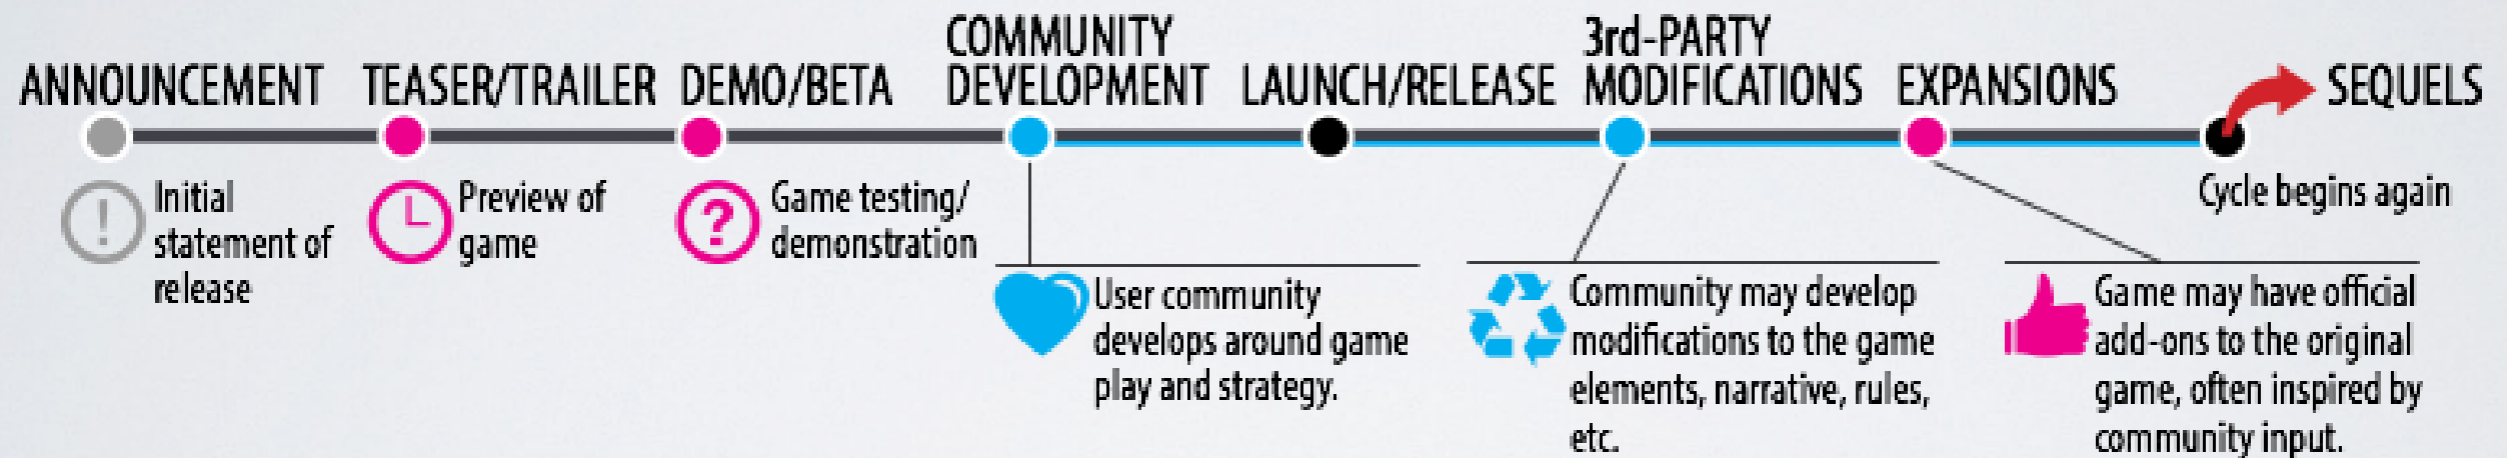 ANNOUNCEMENT
TEASER/TRAILER
DEMO/BETA
COMMUNITY
DEVELOPMENT
LAUNCH/RELEASE
3rd-PARTY
MODIFICATIONS
EXPANSIONS
SEQUELS
!
Initial
statement of
release
Preview of
game
?
Game testing/
demonstration
User community
develops around game
play and strategy.
Community may develop
modifications to the game
elements, narrative, rules,
etc.
Game may have official
add-ons to the original
game, often inspired by
community input.
Cycle begins again